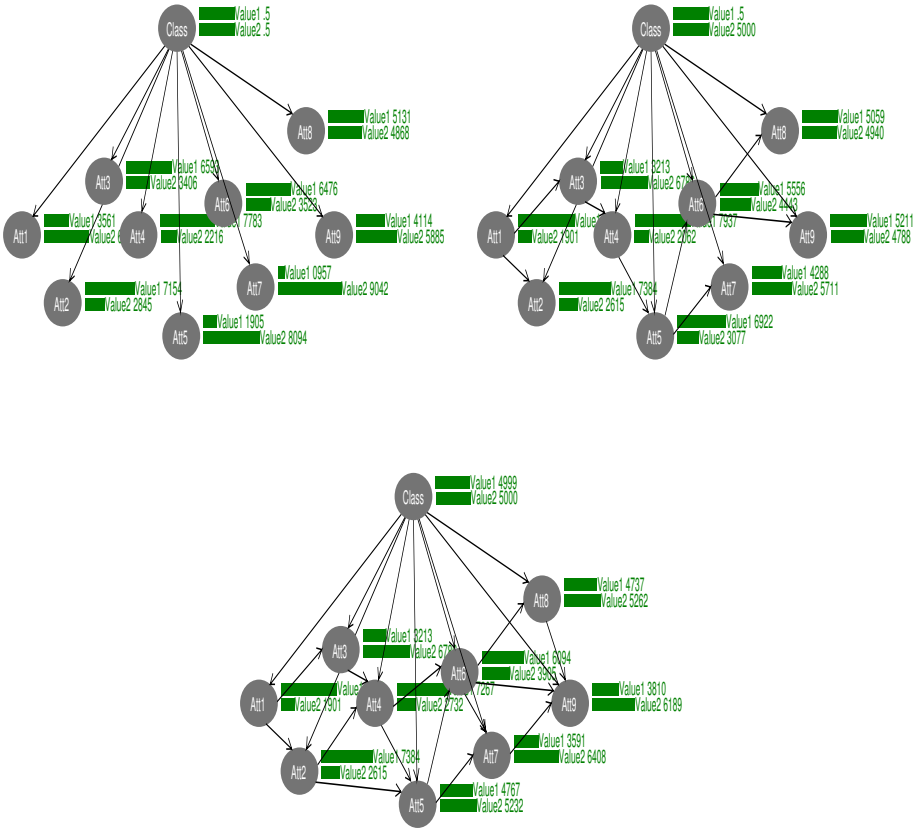 Class
Value1 .5
Value2 .5
Att8
Value1 5131
Value2 4868
Att3
Value1 6593
Value2 3406
Att6
Value1 6476
Value2 3523
Att1
Value1 3561
Value2
Att4
7783
Value2 2216
Att9
Value1 4114
Value2 5885
Att2
Value1 7154
Value2 2845
Att7
Value1 0957
Value2 9042
Att5
Value1 1905
Value2 8094
Class
Value1 .5
Value2 5000
Att8
Value1 5059
Value2 4940
Att3
Value1 3213
Value2
Att6
Value1 5556
Value2 4443
Att1
Value2 1901
Att4
7937
Value2 2062
Att9
Value1 5211
Value2 4788
Att2
Value1 7384
Value2 2615
Att7
Value1 4288
Value2 5711
Att5
Value1 6922
Value2 3077
Class
Value1 4999
Value2 5000
Att8
Value1 4737
Value2 5262
Att3
Value1 3213
Value2
Att6
Value1 6094
Value2 3905
Att1
Value2 1901
Att4
7267
Value2 2732
Att9
Value1 3810
Value2 6189
Att2
Value1 7384
Value2 2615
Att7
Value1 3591
Value2 6408
Att5
Value1 4767
Value2 5232